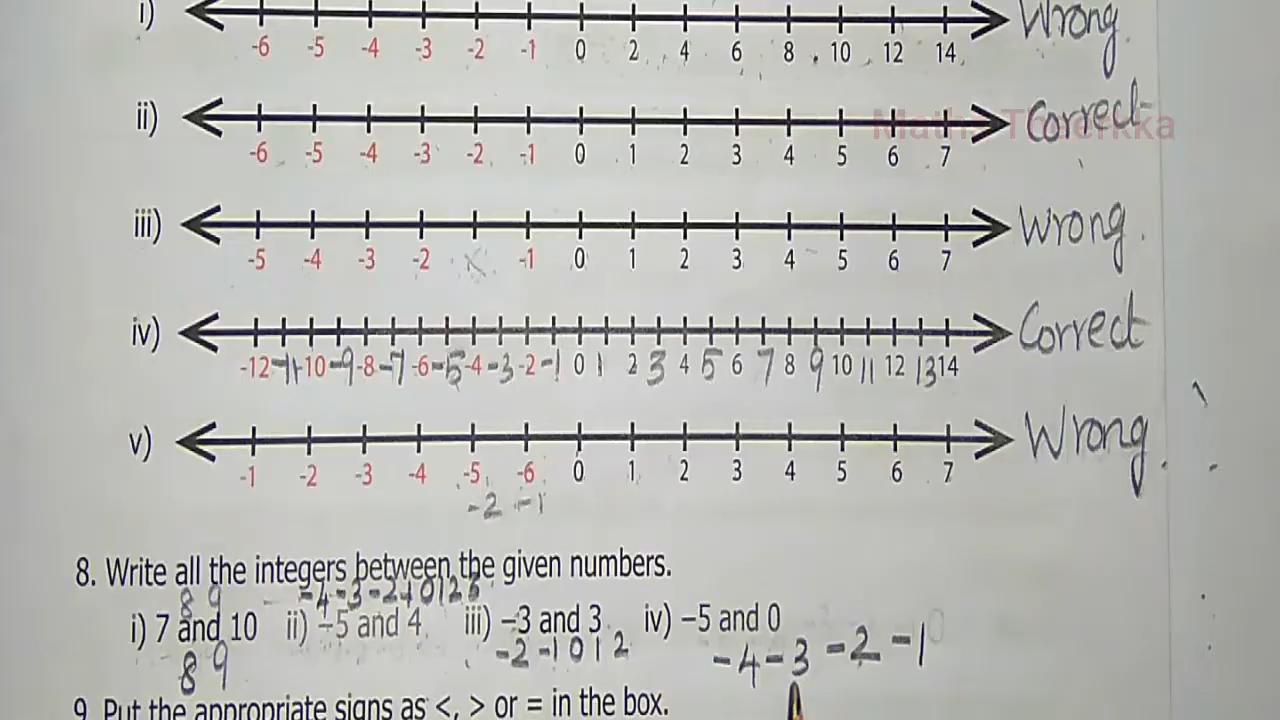 i) Wrong
-6 -5 -4 -3 -2 -1 0 2 4 6 8 10 12 14
ii) Correct
-6 -5 -4 -3 -2 -1 0 1 2 3 4 5 6 7
iii) Wrong.
-5 -4 -3 -2 × -1 0 1 2 3 4 5 6 7
iv) Correct
-12 -11 -10 -9 -8 -7 -6 -5 -4 -3 -2 -1 0 1 2 3 4 5 6 7 8 9 10 11 12 13 14
v) Wrong.
-1 -2 -3 -4 -5 -6 0 1 2 3 4 5 6 7
-2 -1
8. Write all the integers between the given numbers.
8 9 -4 -3 -2 -1 0 1 2 3
i) 7 and 10 ii) –5 and 4 iii) –3 and 3 iv) –5 and 0
8 9 -2 -1 0 1 2 -4 -3 -2 -1
9. Put the appropriate signs as <, > or = in the box.